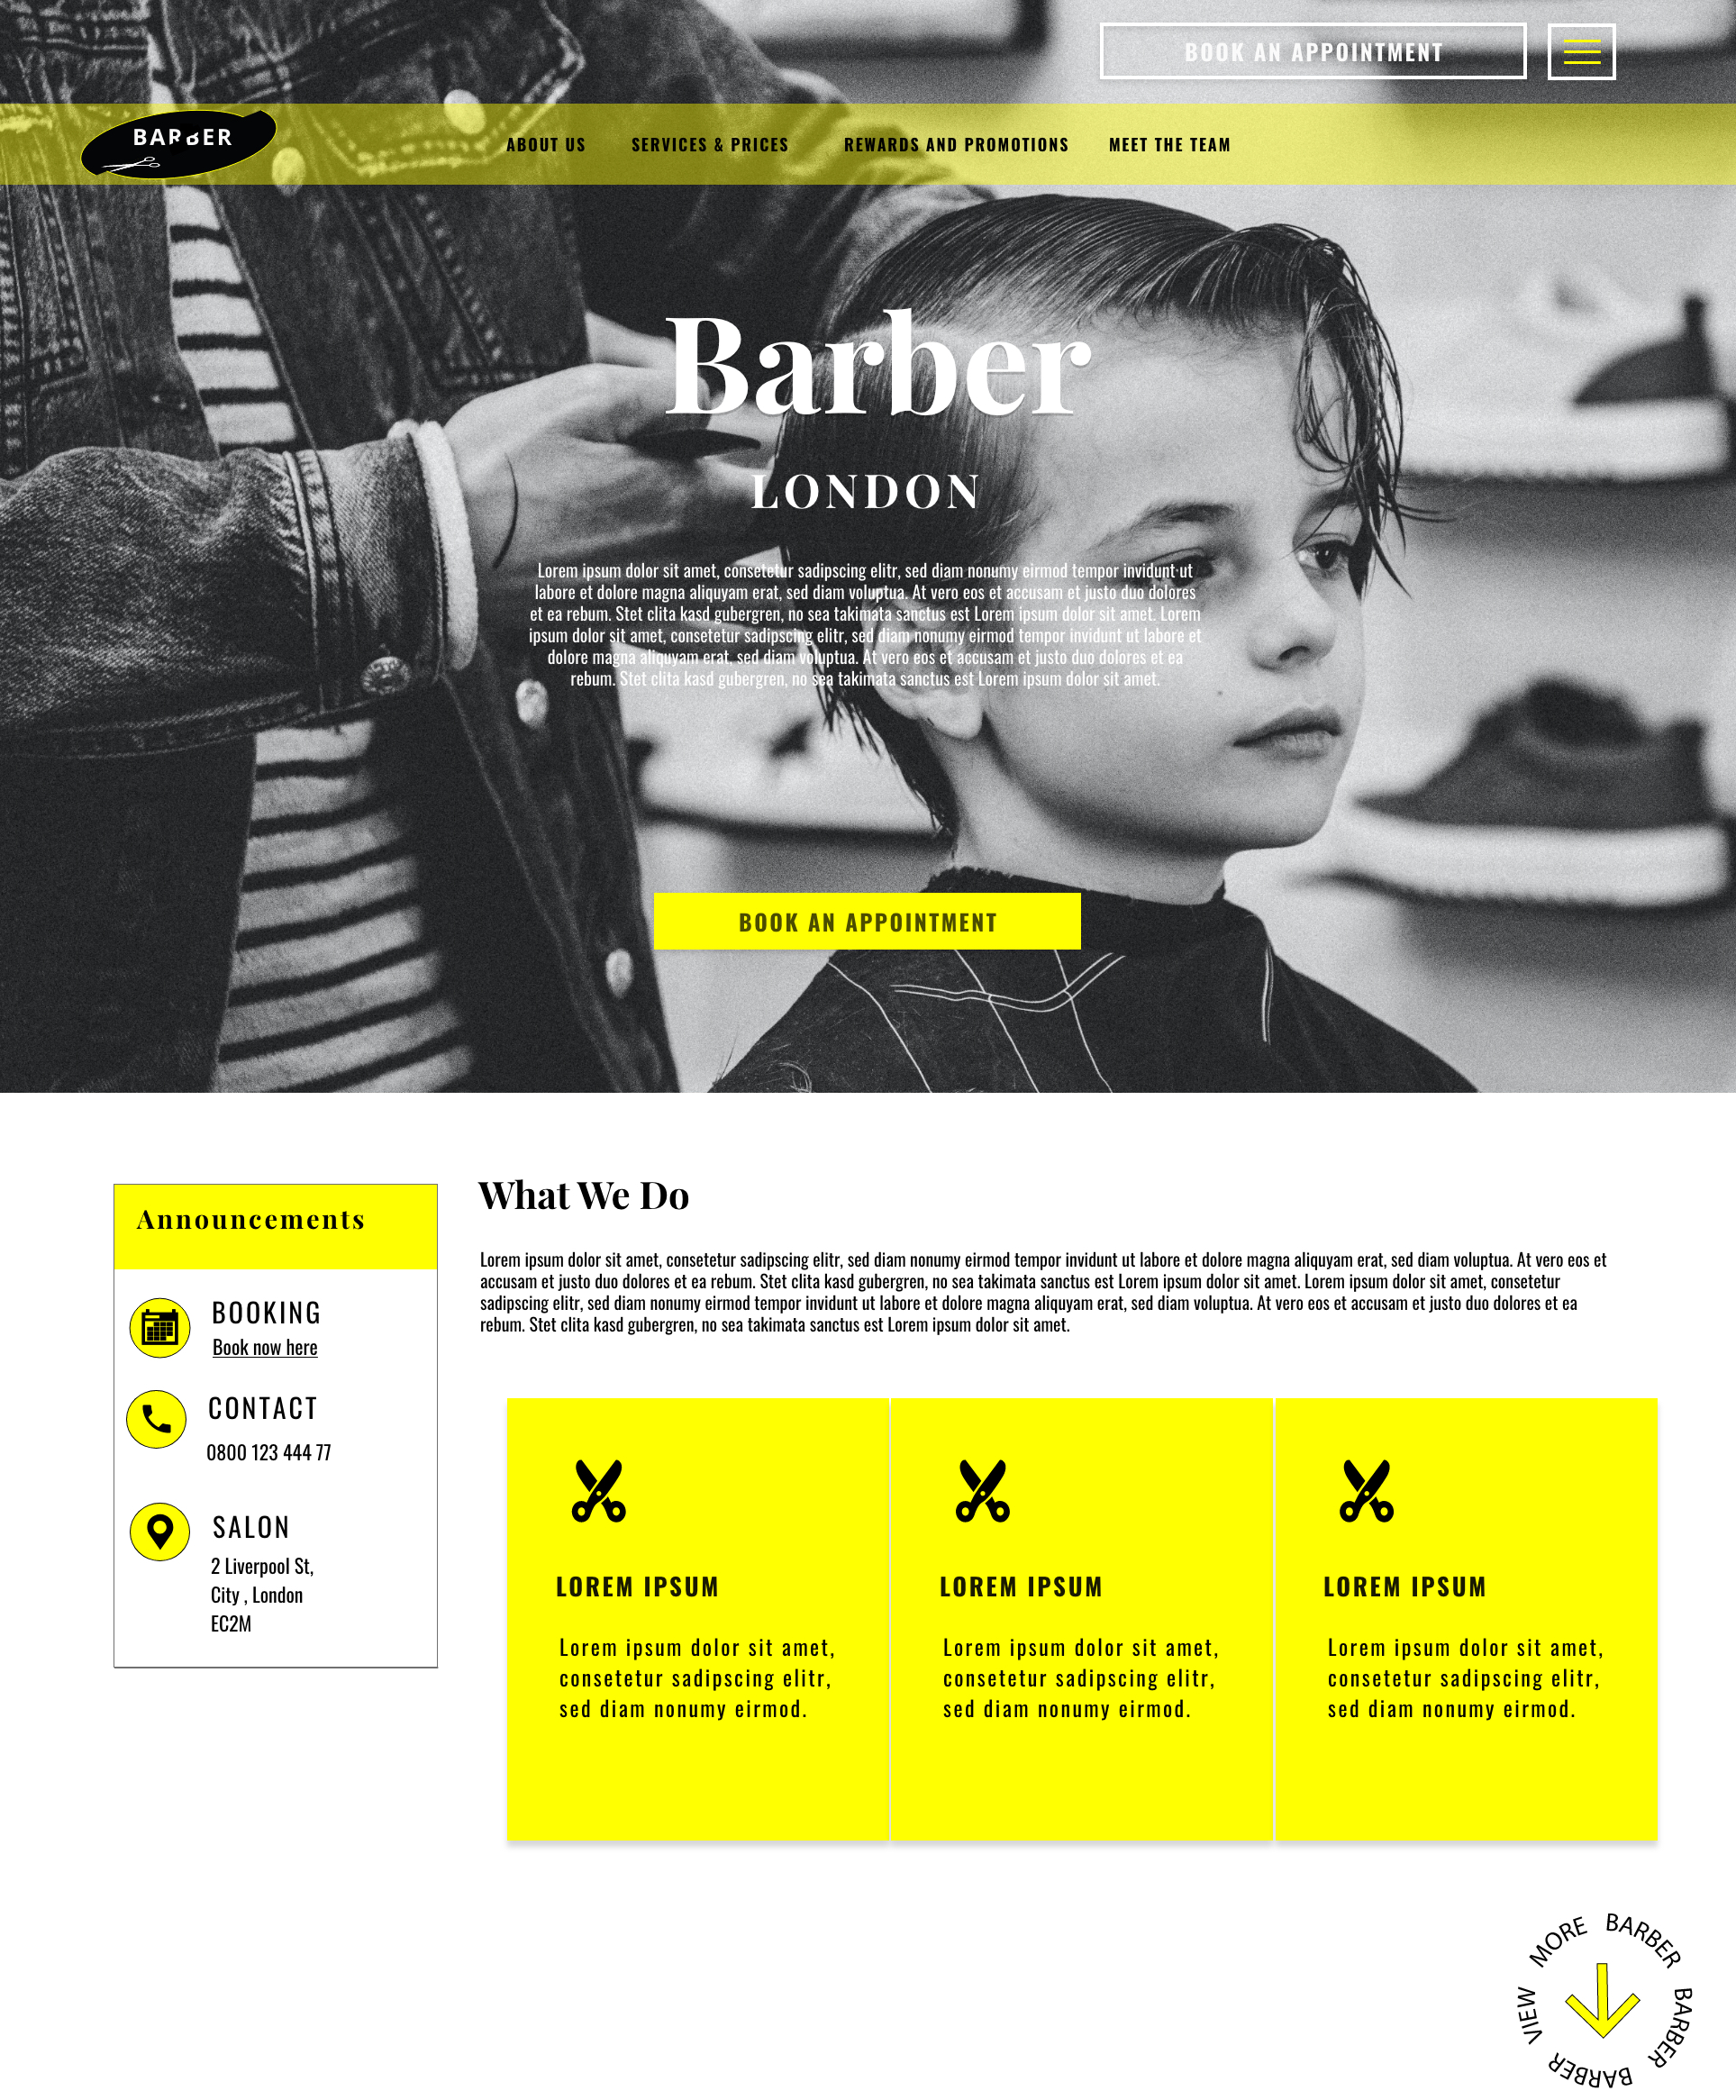 BOOK AN APPOINTMENT
BARBER
ABOUT US
SERVICES & PRICES
REWARDS AND PROMOTIONS
MEET THE TEAM
Barber
LONDON
Lorem ipsum dolor sit amet, consetetur sadipscing elitr, sed diam nonumy eirmod tempor invidunt ut
labore et dolore magna aliquyam erat, sed diam voluptua. At vero eos et accusam et justo duo dolores
et ea rebum. Stet clita kasd gubergren, no sea takimata sanctus est Lorem ipsum dolor sit amet. Lorem
ipsum dolor sit amet, consetetur sadipscing elitr, sed diam nonumy eirmod tempor invidunt ut labore et
dolore magna aliquyam erat, sed diam voluptua. At vero eos et accusam et justo duo dolores et ea
rebum. Stet clita kasd gubergren, no sea takimata sanctus est Lorem ipsum dolor sit amet.
BOOK AN APPOINTMENT
Announcements
BOOKING
Book now here
CONTACT
0800 123 444 77
SALON
2 Liverpool St,
City , London
EC2M
What We Do
Lorem ipsum dolor sit amet, consetetur sadipscing elitr, sed diam nonumy eirmod tempor invidunt ut labore et dolore magna aliquyam erat, sed diam voluptua. At vero eos et
accusam et justo duo dolores et ea rebum. Stet clita kasd gubergren, no sea takimata sanctus est Lorem ipsum dolor sit amet. Lorem ipsum dolor sit amet, consetetur
sadipscing elitr, sed diam nonumy eirmod tempor invidunt ut labore et dolore magna aliquyam erat, sed diam voluptua. At vero eos et accusam et justo duo dolores et ea
rebum. Stet clita kasd gubergren, no sea takimata sanctus est Lorem ipsum dolor sit amet.
LOREM IPSUM
Lorem ipsum dolor sit amet,
consetetur sadipscing elitr,
sed diam nonumy eirmod.
LOREM IPSUM
Lorem ipsum dolor sit amet,
consetetur sadipscing elitr,
sed diam nonumy eirmod.
LOREM IPSUM
Lorem ipsum dolor sit amet,
consetetur sadipscing elitr,
sed diam nonumy eirmod.
VIEW MORE BARBER BARBER BARBER